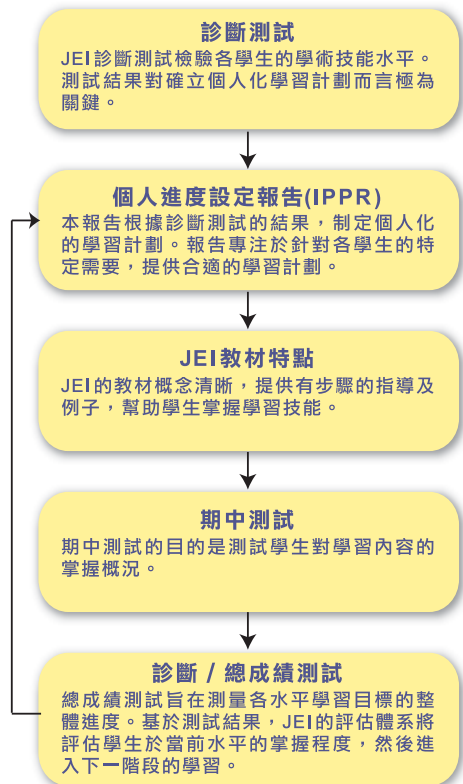 診斷測試
JEI診斷測試檢驗各學生的學術技能水平。
測試結果對確立個人化學習計劃而言極為
關鍵。
個人進度設定報告(IPPR)
本報告根據診斷測試的結果，制定個人化
的學習計劃。報告專注於針對各學生的特
定需要，提供合適的學習計劃。
JEI教材特點
JEI的教材概念清晰，提供有步驟的指導及
例子，幫助學生掌握學習技能。
期中測試
期中測試的目的是測試學生對學習內容的
掌握概況。
診斷 / 總成績測試
總成績測試旨在測量各水平學習目標的整
體進度。基於測試結果，JEI的評估體系將
評估學生於當前水平的掌握程度，然後進
入下一階段的學習。